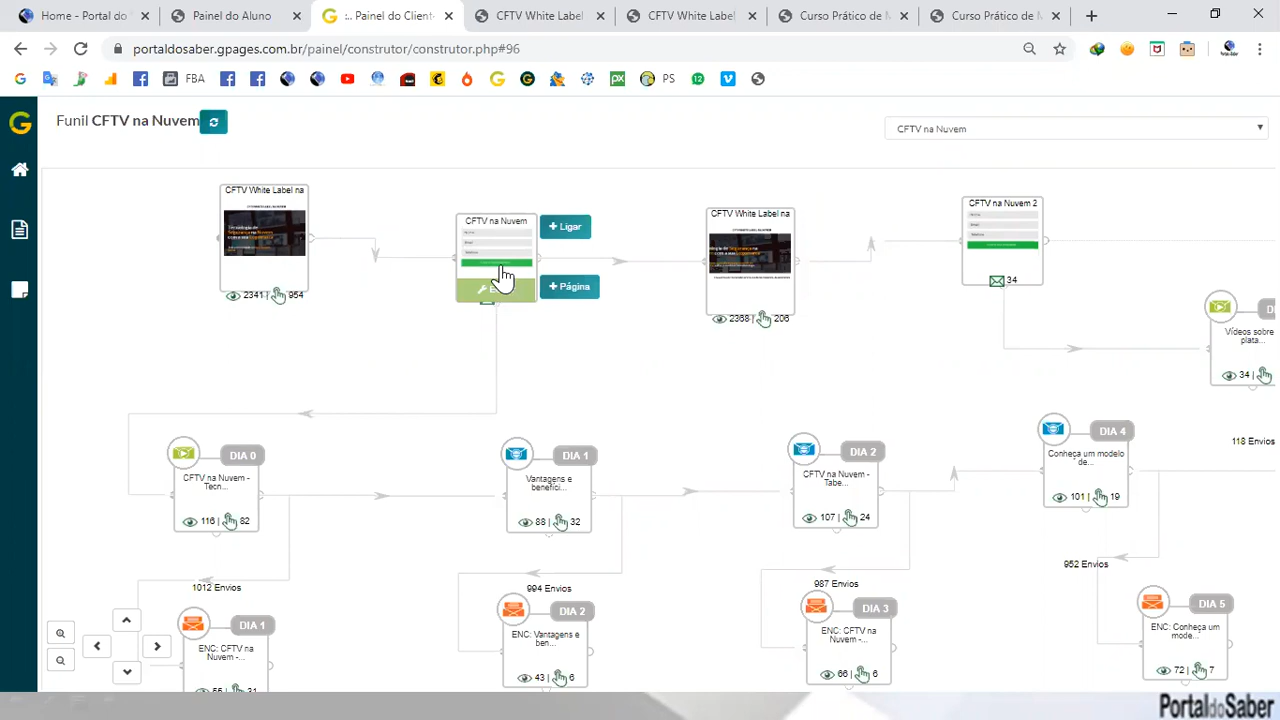 Home - Portal do
Painel do Aluno
:. Painel do Client
CFTV White Label
CFTV White Label
Curso Prático de
Curso Prático de
portaldosaber.gpages.com.br/painel/construtor/construtor.php#96
FBA
PS
Funil CFTV na Nuvem
CFTV na Nuvem
CFTV White Label na
2341 | 954
CFTV na Nuvem
Nome
Email
Telefone
+ Ligar
+ Página
CFTV White Label na
2368 | 206
CFTV na Nuvem 2
34
Vídeos sobre
plata...
34 |
118 Envios
DIA 0
CFTV na Nuvem -
Tecn...
116 | 82
DIA 1
Vantagens e
benefíci...
88 | 32
DIA 2
CFTV na Nuvem -
Tabe...
107 | 24
DIA 4
Conheça um modelo
de...
101 | 19
1012 Envios
994 Envios
987 Envios
952 Envios
DIA 1
ENC: CFTV na
Nuvem -...
55 | 31
DIA 2
ENC: Vantagens e
ben...
43 | 6
DIA 3
ENC: CFTV na
Nuvem -...
66 | 6
DIA 5
ENC: Conheça um
mode...
72 | 7
PortaldoSaber